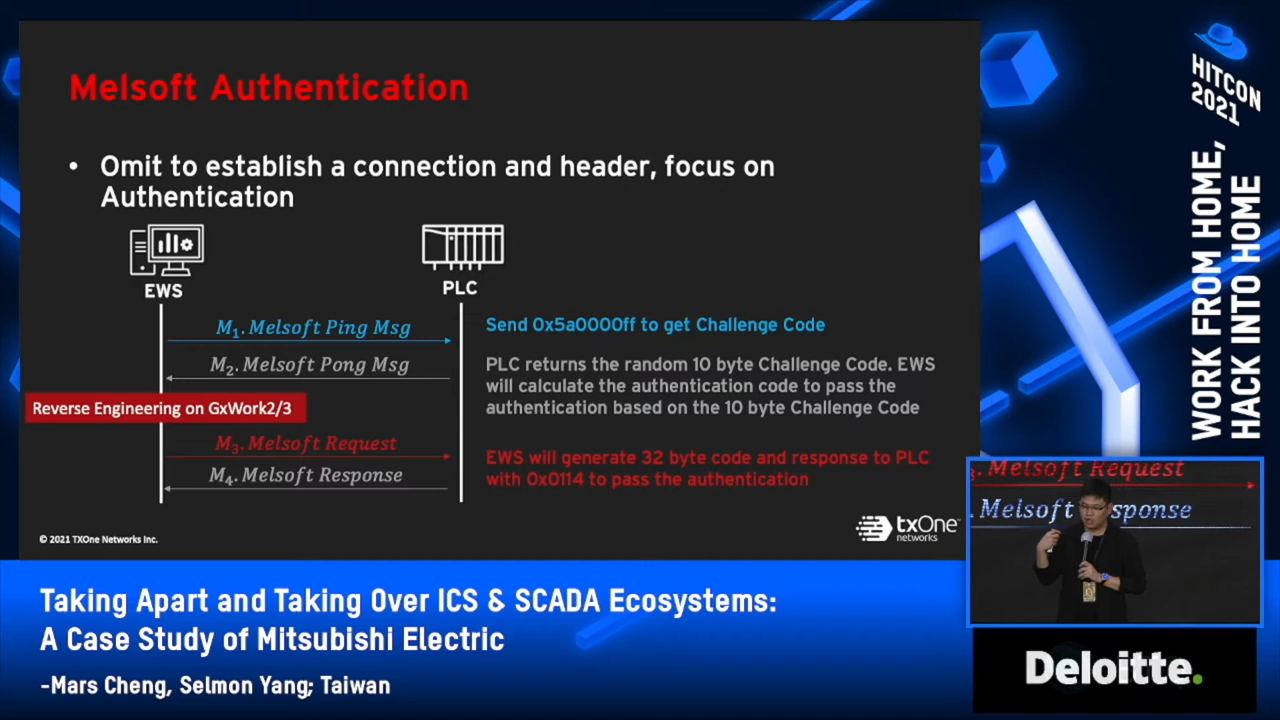 Melsoft Authentication
• Omit to establish a connection and header, focus on
Authentication
EWS
PLC
M1. Melsoft Ping Msg
Send 0x5a0000ff to get Challenge Code
M2. Melsoft Pong Msg
PLC returns the random 10 byte Challenge Code. EWS
will calculate the authentication code to pass the
authentication based on the 10 byte Challenge Code
Reverse Engineering on GxWork2/3
M3. Melsoft Request
EWS will generate 32 byte code and response to PLC
with 0x0114 to pass the authentication
M4. Melsoft Response
© 2021 TXOne Networks Inc.
txOne
networks
HITCON
2021
WORK FROM HOME,
HACK INTO HOME
3. Melsoft Request
. Melsoft sponse
Taking Apart and Taking Over ICS & SCADA Ecosystems:
A Case Study of Mitsubishi Electric
-Mars Cheng, Selmon Yang; Taiwan
Deloitte.